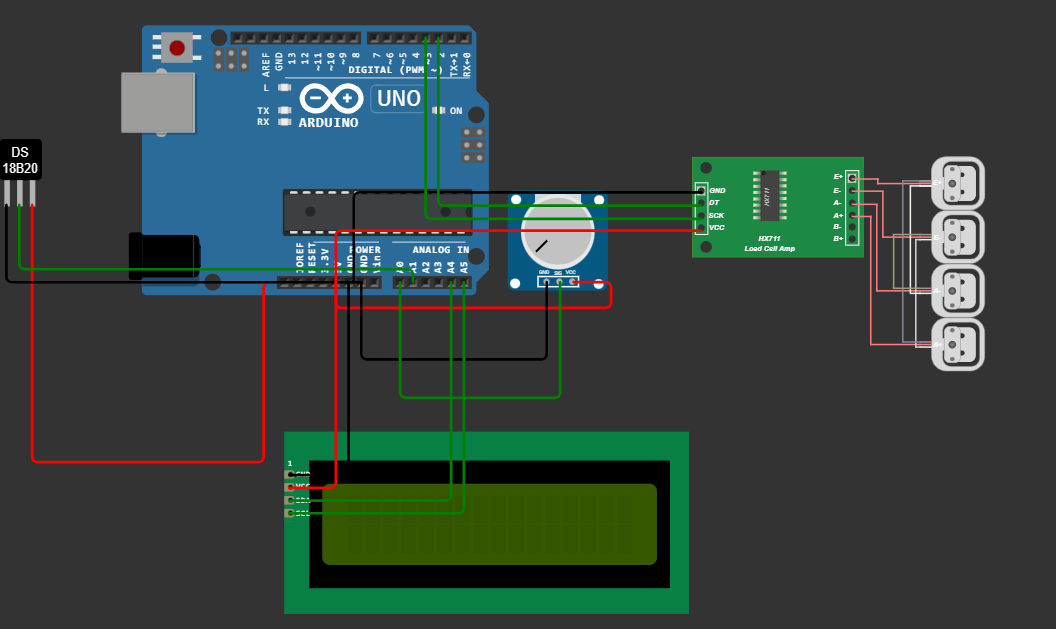 DS
18B20
AREF
GND
13
12
~11
~10
~9
8
7
~6
~5
4
TX→1
RX←0
DIGITAL (PWM ~)
L
TX
RX
UNO
ON
ARDUINO
IOREF
RESET
3.3V
GND
GND
Vin
POWER
ANALOG IN
A0
A1
A2
A3
A4
A5
GND
SIG
VCC
GND
DT
SCK
VCC
HX711
E+
E-
A-
A+
B-
B+
HX711
Load Cell Amp
1
GND
VCC
SDA
SCL